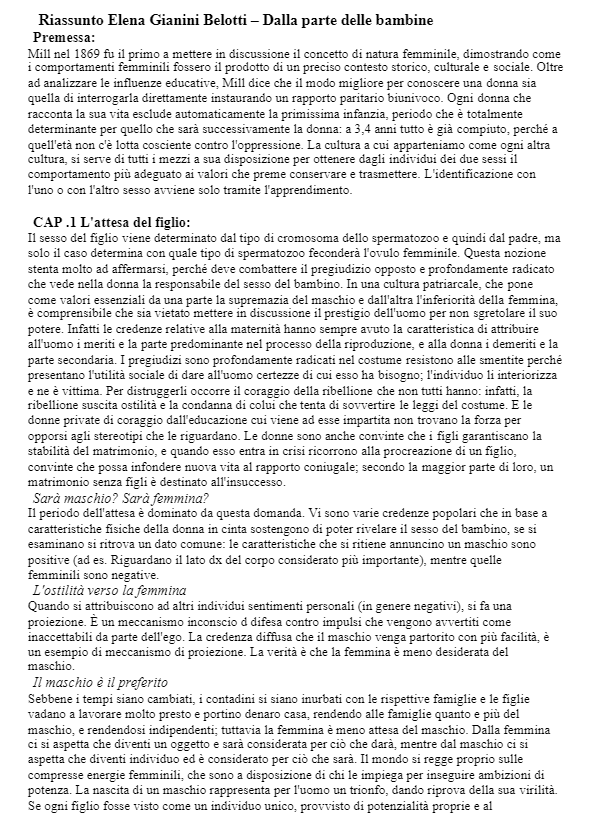 Riassunto Elena Gianini Belotti – Dalla parte delle bambine
Premessa:
Mill nel 1869 fu il primo a mettere in discussione il concetto di natura femminile, dimostrando come
i comportamenti femminili fossero il prodotto di un preciso contesto storico, culturale e sociale. Oltre
ad analizzare le influenze educative, Mill dice che il modo migliore per conoscere una donna sia
quella di interrogarla direttamente instaurando un rapporto paritario biunivoco. Ogni donna che
racconta la sua vita esclude automaticamente la primissima infanzia, periodo che è totalmente
determinante per quello che sarà successivamente la donna: a 3,4 anni tutto è già compiuto, perché a
quell'età non c'è lotta cosciente contro l'oppressione. La cultura a cui apparteniamo come ogni altra
cultura, si serve di tutti i mezzi a sua disposizione per ottenere dagli individui dei due sessi il
comportamento più adeguato ai valori che preme conservare e trasmettere. L'identificazione con
l'uno o con l'altro sesso avviene solo tramite l'apprendimento.
CAP .1 L'attesa del figlio:
Il sesso del figlio viene determinato dal tipo di cromosoma dello spermatozoo e quindi dal padre, ma
solo il caso determina con quale tipo di spermatozoo feconderà l'ovulo femminile. Questa nozione
stenta molto ad affermarsi, perché deve combattere il pregiudizio opposto e profondamente radicato
che vede nella donna la responsabile del sesso del bambino. In una cultura patriarcale, che pone
come valori essenziali da una parte la supremazia del maschio e dall'altra l'inferiorità della femmina,
è comprensibile che sia vietato mettere in discussione il prestigio dell'uomo per non sgretolare il suo
potere. Infatti le credenze relative alla maternità hanno sempre avuto la caratteristica di attribuire
all'uomo i meriti e la parte predominante nel processo della riproduzione, e alla donna i demeriti e la
parte secondaria. I pregiudizi sono profondamente radicati nel costume resistono alle smentite perché
presentano l'utilità sociale di dare all'uomo certezze di cui esso ha bisogno; l'individuo li interiorizza
e ne è vittima. Per distruggerli occorre il coraggio della ribellione che non tutti hanno: infatti, la
ribellione suscita ostilità e la condanna di colui che tenta di sovvertire le leggi del costume. E le
donne private di coraggio dall'educazione cui viene ad esse impartita non trovano la forza per
opporsi agli stereotipi che le riguardano. Le donne sono anche convinte che i figli garantiscano la
stabilità del matrimonio, e quando esso entra in crisi ricorrono alla procreazione di un figlio,
convinte che possa infondere nuova vita al rapporto coniugale; secondo la maggior parte di loro, un
matrimonio senza figli è destinato all'insuccesso.
Sarà maschio? Sarà femmina?
Il periodo dell'attesa è dominato da questa domanda. Vi sono varie credenze popolari che in base a
caratteristiche fisiche della donna in cinta sostengono di poter rivelare il sesso del bambino, se si
esaminano si ritrova un dato comune: le caratteristiche che si ritiene annuncino un maschio sono
positive (ad es. Riguardano il lato dx del corpo considerato più importante), mentre quelle
femminili sono negative.
L'ostilità verso la femmina
Quando si attribuiscono ad altri individui sentimenti personali (in genere negativi), si fa una
proiezione. È un meccanismo inconscio d difesa contro impulsi che vengono avvertiti come
inaccettabili da parte dell'ego. La credenza diffusa che il maschio venga partorito con più facilità, è
un esempio di meccanismo di proiezione. La verità è che la femmina è meno desiderata del
maschio.
Il maschio è il preferito
Sebbene i tempi siano cambiati, i contadini si siano inurbati con le rispettive famiglie e le figlie
vadano a lavorare molto presto e portino denaro casa, rendendo alle famiglie quanto e più del
maschio, e rendendosi indipendenti; tuttavia la femmina è meno attesa del maschio. Dalla femmina
ci si aspetta che diventi un oggetto e sarà considerata per ciò che darà, mentre dal maschio ci si
aspetta che diventi individuo ed è considerato per ciò che sarà. Il mondo si regge proprio sulle
compresse energie femminili, che sono a disposizione di chi le impiega per inseguire ambizioni di
potenza. La nascita di un maschio rappresenta per l'uomo un trionfo, dando riprova della sua virilità.
Se ogni figlio fosse visto come un individuo unico, provvisto di potenzialità proprie e al